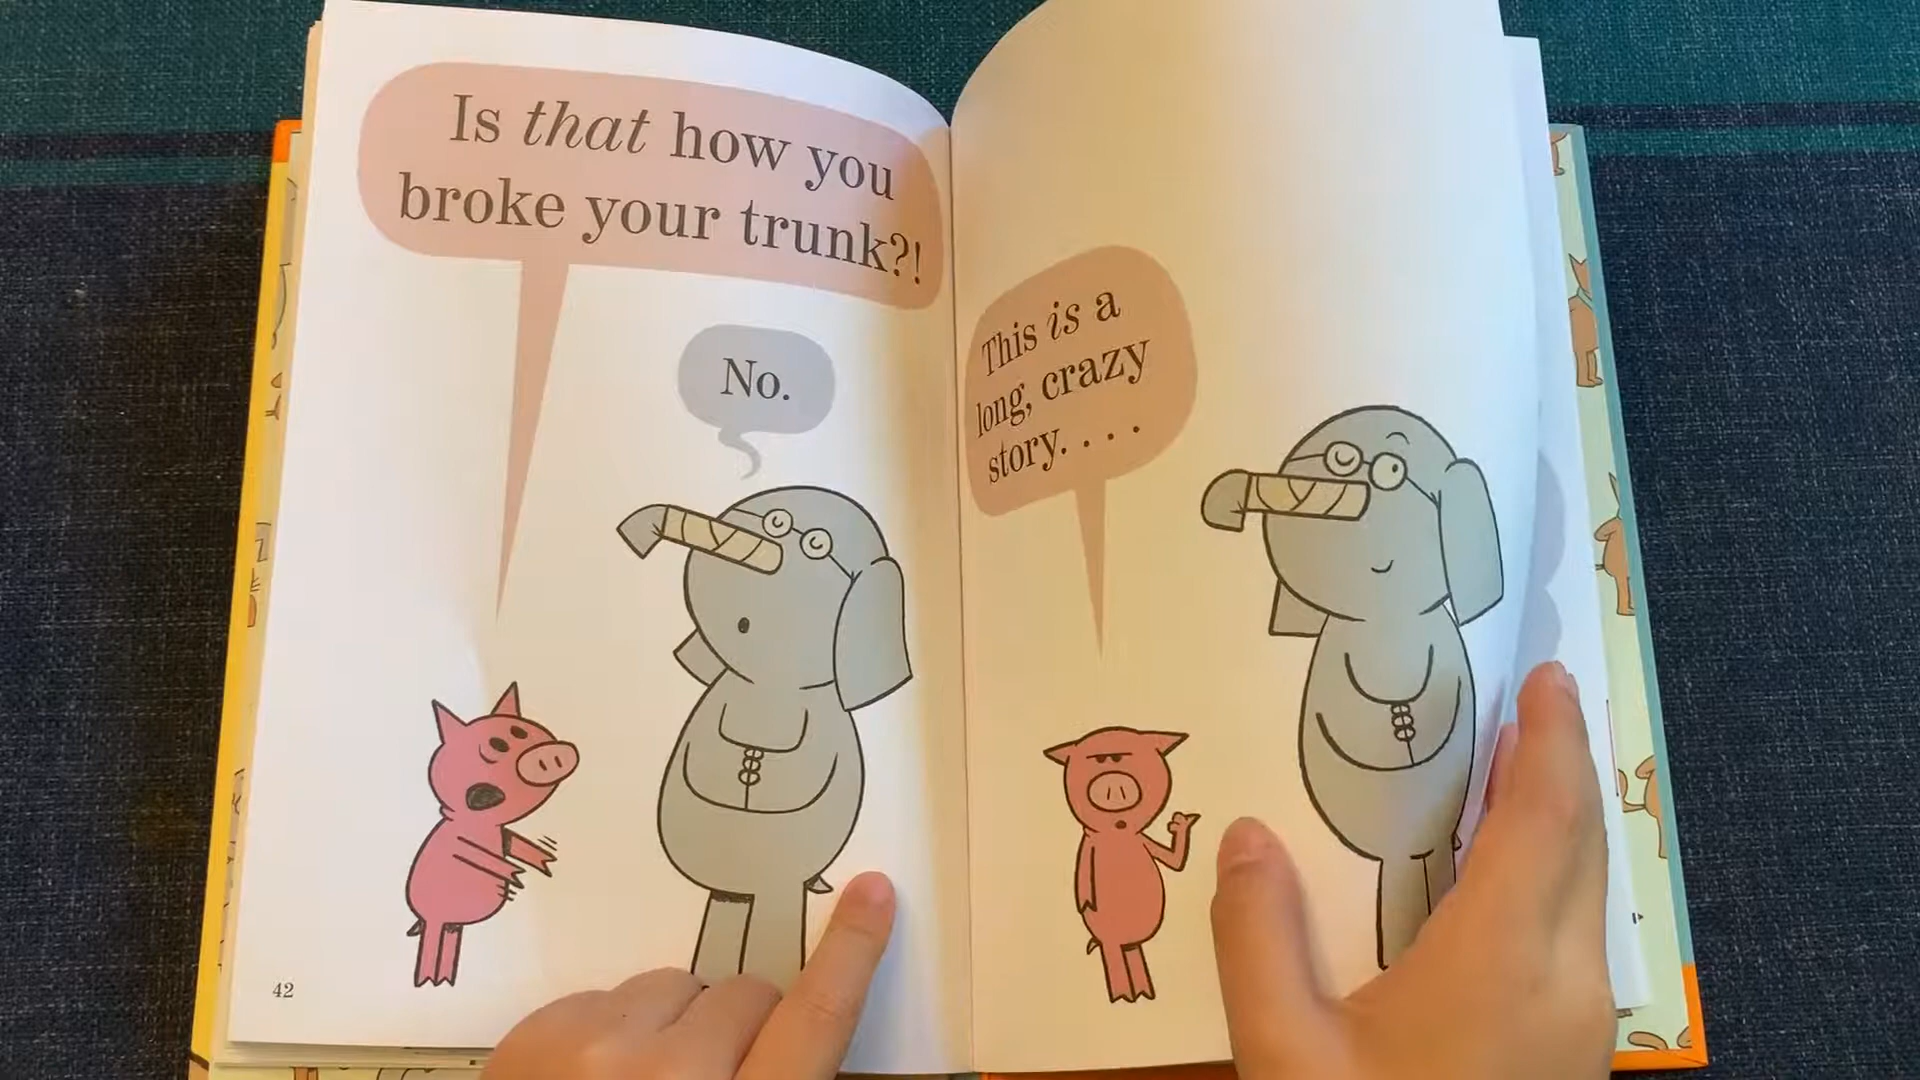 Is that how you
broke your trunk?!
No.
42
This is a
long, crazy
story. . . .